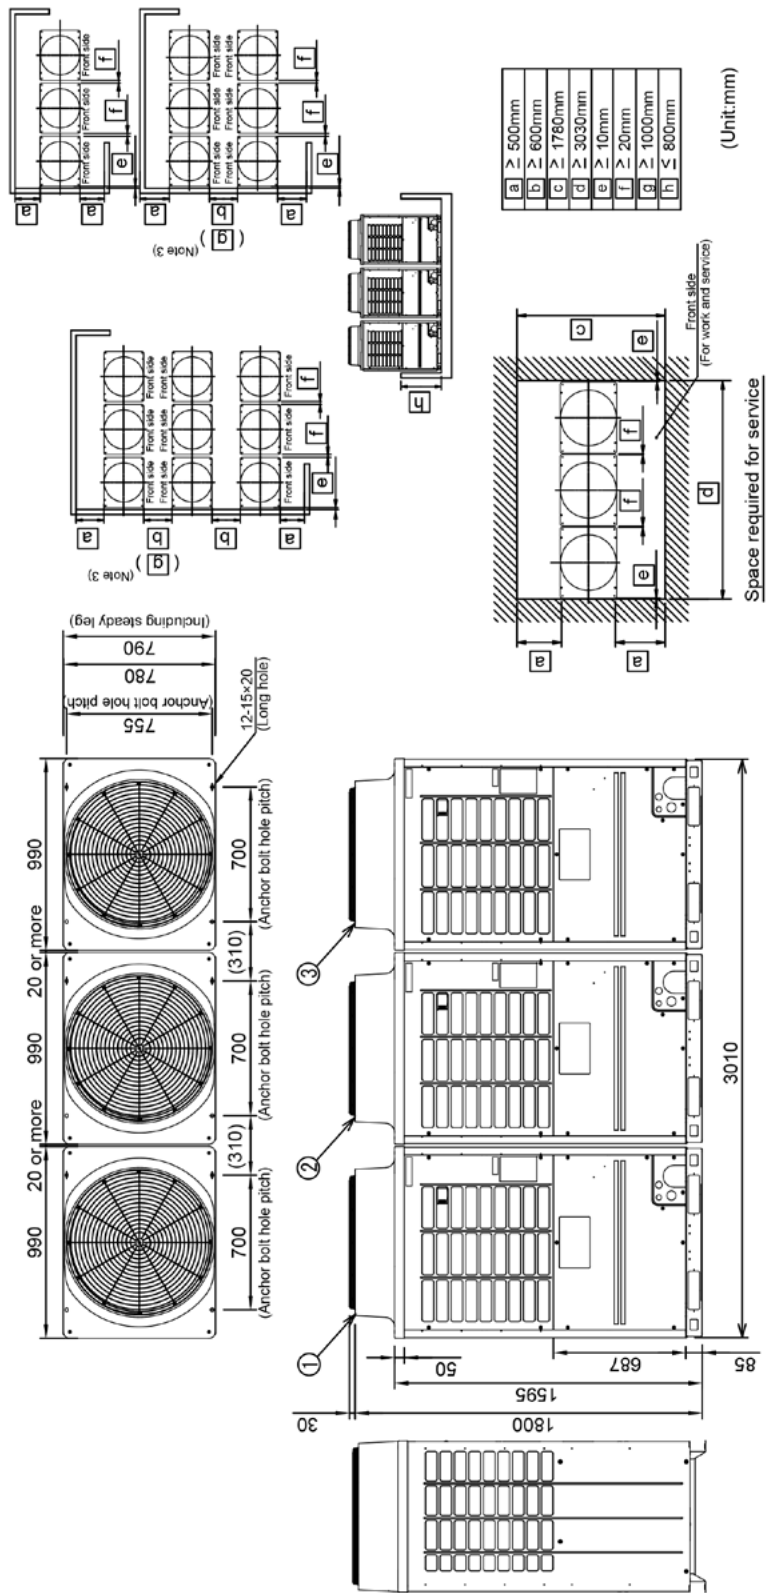 990
20 or more
990
20 or more
990
755
(Anchor bolt hole pitch)
780
790
(Including steady leg)
12-15×20
(Long hole)
700
(310)
700
(310)
700
(Anchor bolt hole pitch)
(Anchor bolt hole pitch)
(Anchor bolt hole pitch)
①
②
③
30
1800
1595
50
687
85
3010
a
b
b
a
( g )
(Note 3)
Front side Front side Front side
Front side Front side Front side
Front side Front side Front side
e
f
f
a
a
Front side Front side Front side
e
f
f
a
b
a
( g )
(Note 3)
Front side Front side Front side
Front side Front side Front side
e
f
f
h
a
a
e
f
f
e
c
d
Front side
(For work and service)
Space required for service
a ≥ 500mm
b ≥ 600mm
c ≥ 1780mm
d ≥ 3030mm
e ≥ 10mm
f ≥ 20mm
g ≥ 1000mm
h ≤ 800mm
(Unit:mm)